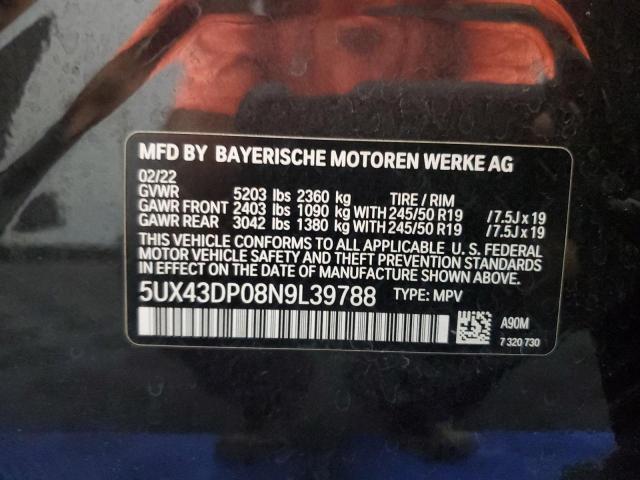 MFD BY BAYERISCHE MOTOREN WERKE AG
02/22
GVWR 5203 lbs 2360 kg TIRE / RIM
GAWR FRONT 2403 lbs 1090 kg WITH 245/50 R19 /7.5J x 19
GAWR REAR 3042 lbs 1380 kg WITH 245/50 R19 /7.5J x 19
THIS VEHICLE CONFORMS TO ALL APPLICABLE U. S. FEDERAL
MOTOR VEHICLE SAFETY AND THEFT PREVENTION STANDARDS
IN EFFECT ON THE DATE OF MANUFACTURE SHOWN ABOVE.
5UX43DP08N9L39788 TYPE: MPV
A90M
7 320 730